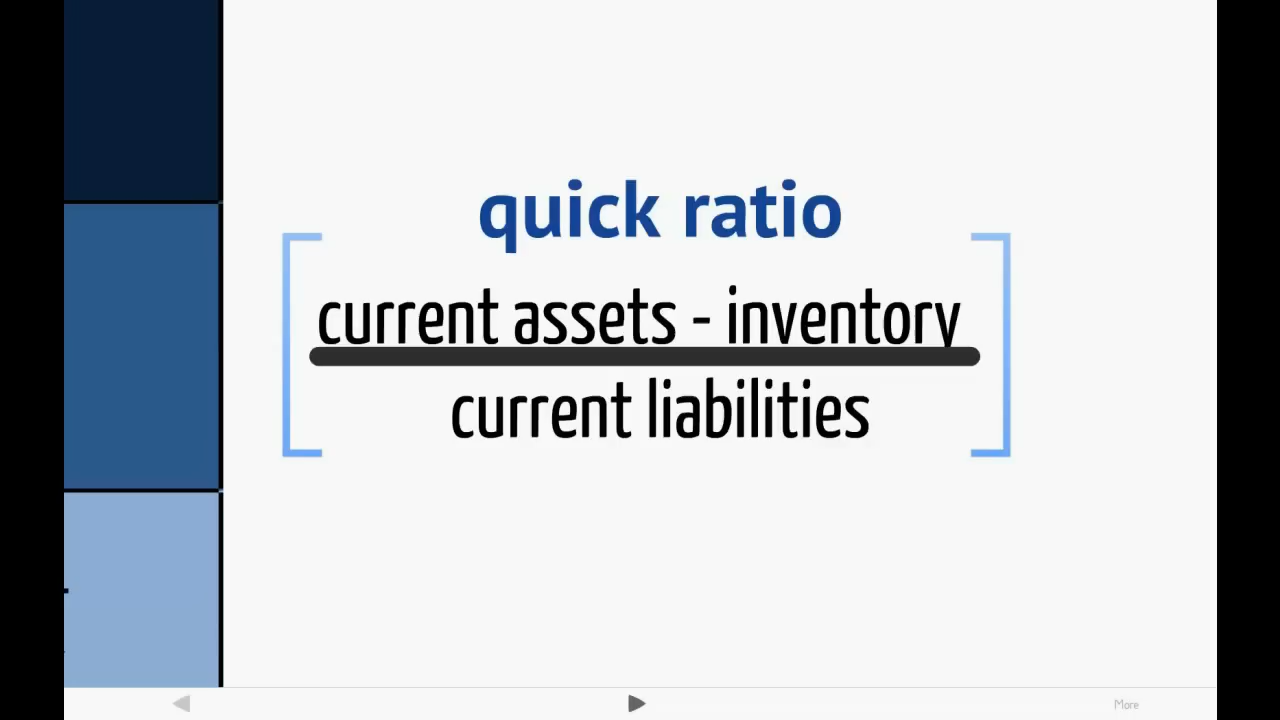 quick ratio
current assets - inventory
current liabilities
More